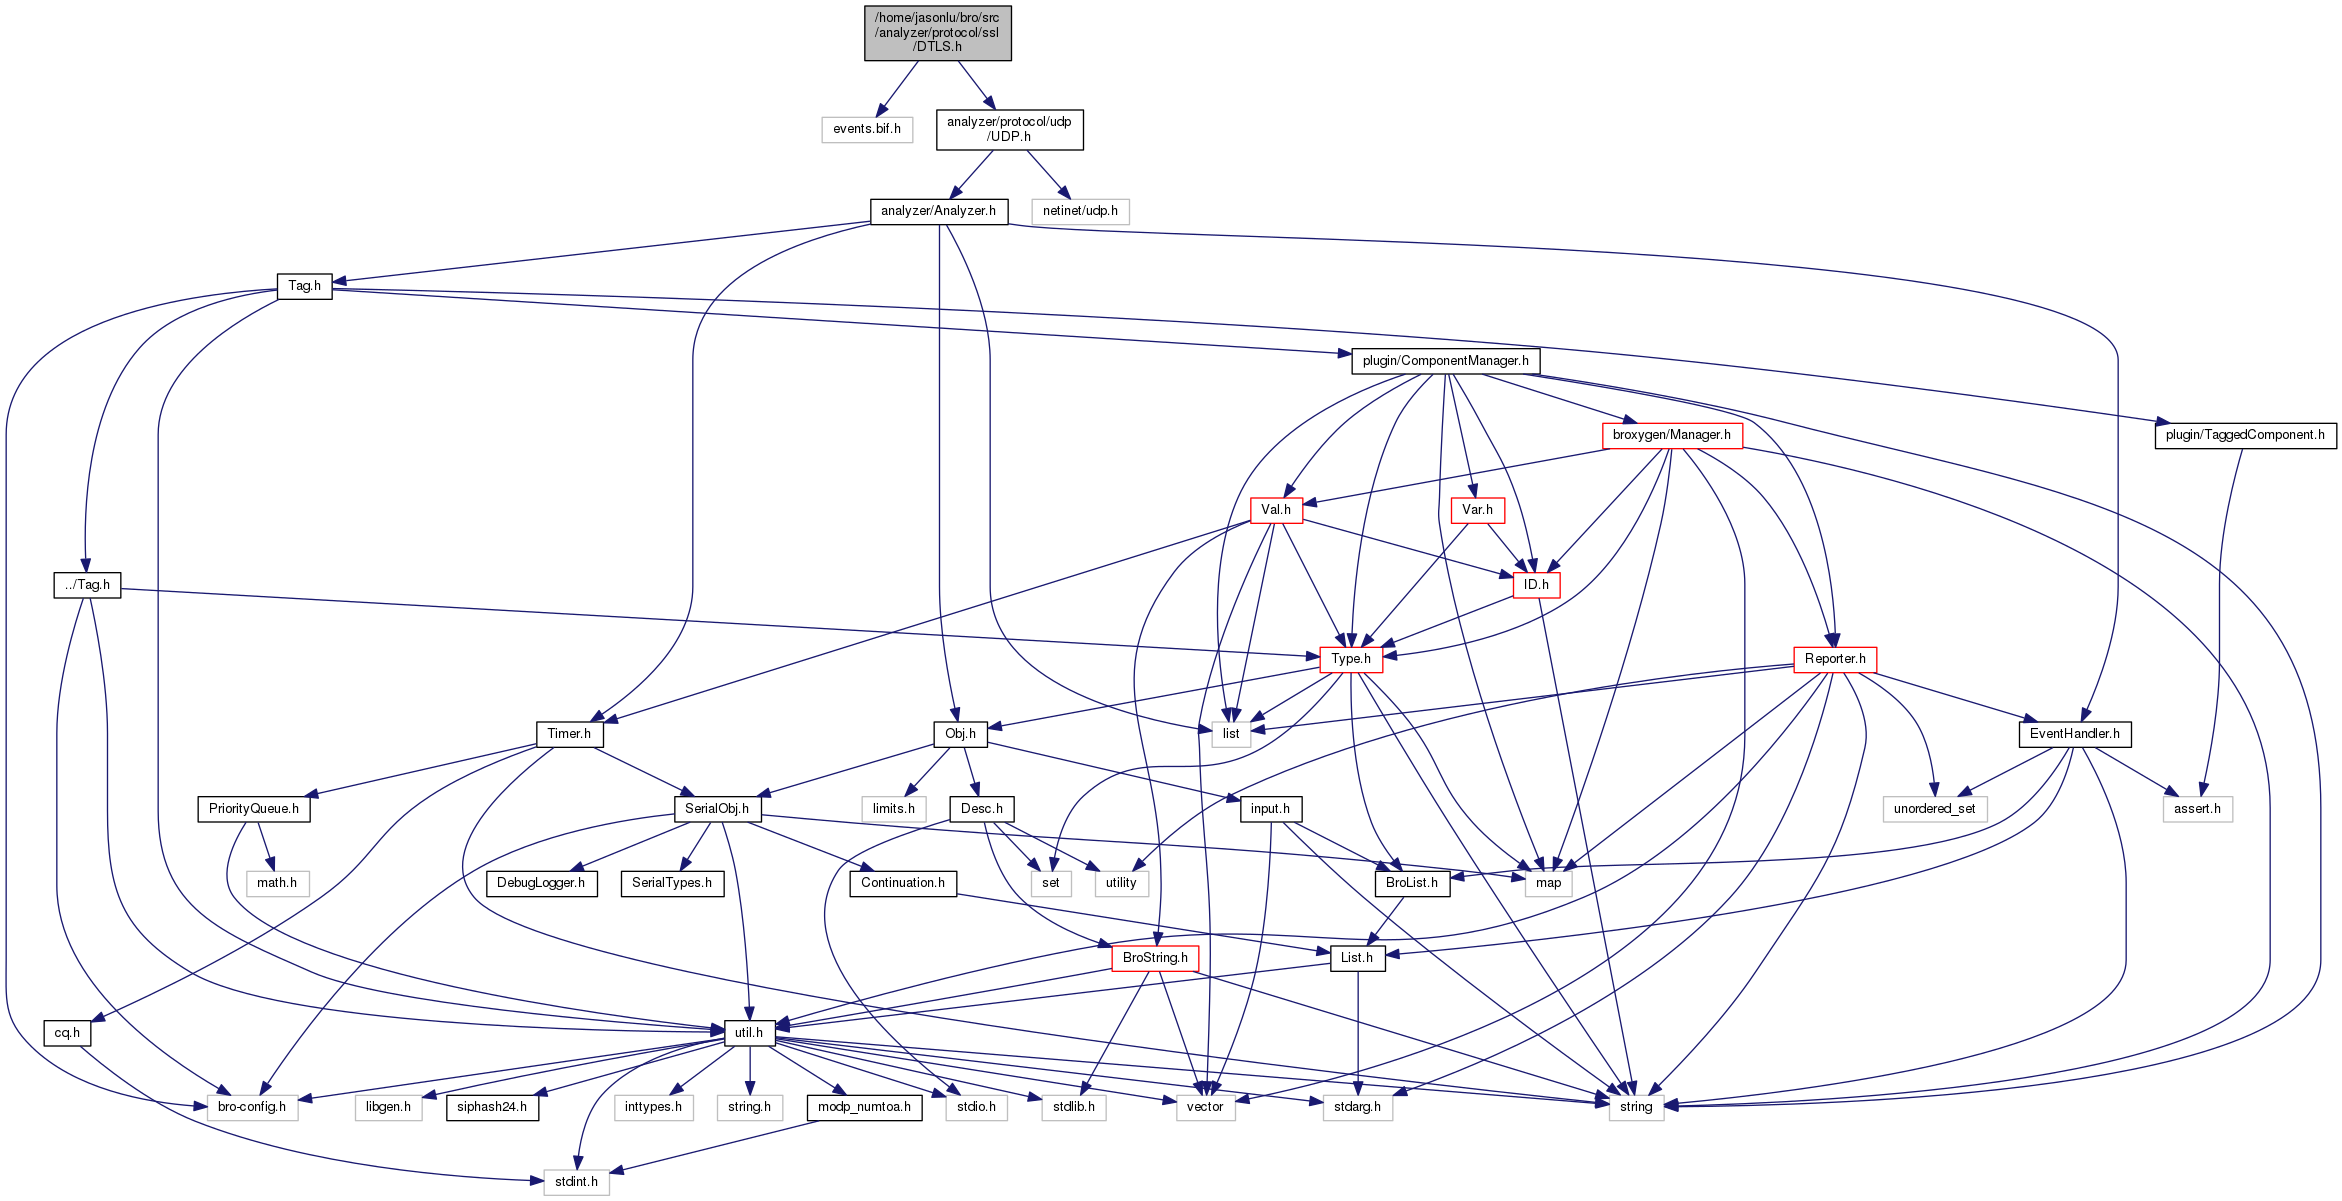 /home/jasonlu/bro/src
/analyzer/protocol/ssl
/DTLS.h
events.bif.h
analyzer/protocol/udp
/UDP.h
analyzer/Analyzer.h
netinet/udp.h
Tag.h
plugin/ComponentManager.h
broxygen/Manager.h
plugin/TaggedComponent.h
Val.h
Var.h
../Tag.h
ID.h
Type.h
Reporter.h
Timer.h
Obj.h
list
EventHandler.h
PriorityQueue.h
SerialObj.h
limits.h
Desc.h
input.h
unordered_set
assert.h
math.h
DebugLogger.h
SerialTypes.h
Continuation.h
set
utility
BroList.h
map
BroString.h
List.h
cq.h
util.h
bro-config.h
libgen.h
siphash24.h
inttypes.h
string.h
modp_numtoa.h
stdio.h
stdlib.h
vector
stdarg.h
string
stdint.h